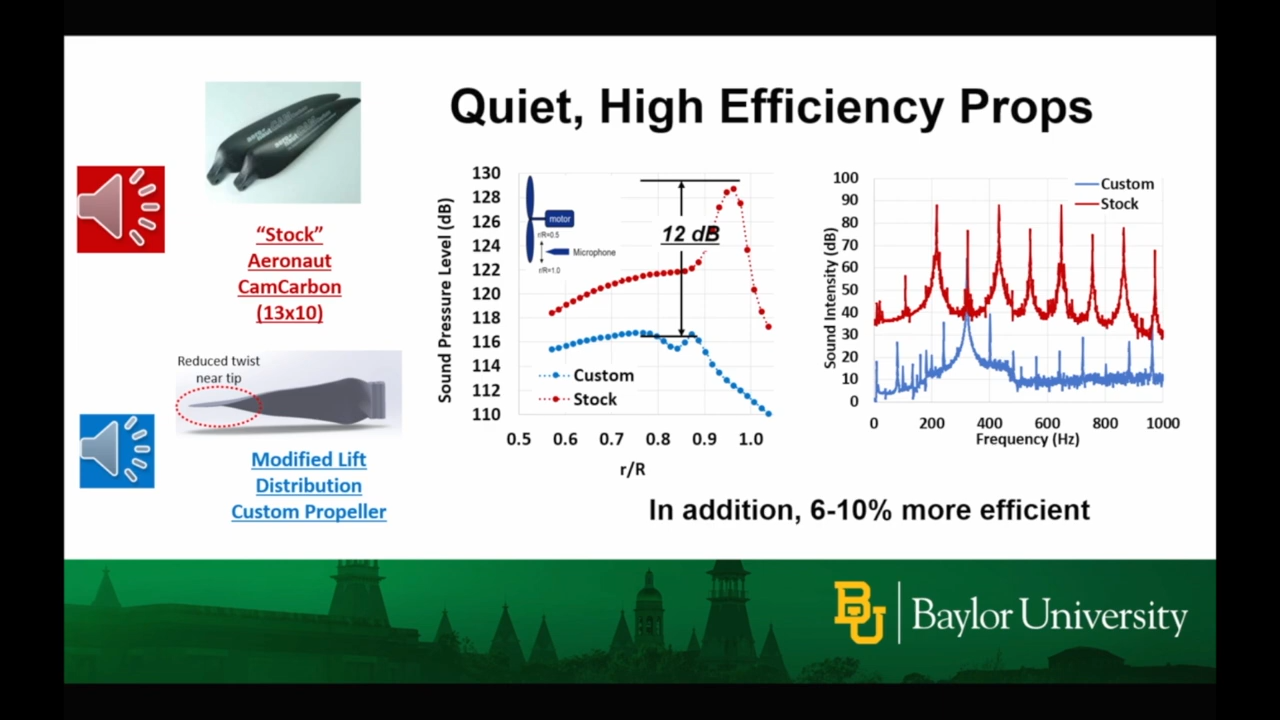 Quiet, High Efficiency Props
"Stock"
Aeronaut
CamCarbon
(13x10)
Reduced twist
near tip
Modified Lift
Distribution
Custom Propeller
Sound Pressure Level (dB)
130
128
126
124
122
120
118
116
114
112
110
0.5 0.6 0.7 0.8 0.9 1.0
r/R
motor
r/R=0.5
Microphone
r/R=1.0
12 dB
Custom
Stock
Sound Intensity (dB)
100
90
80
70
60
50
40
30
20
10
0
0 200 400 600 800 1000
Frequency (Hz)
Custom
Stock
In addition, 6-10% more efficient
BU
Baylor University